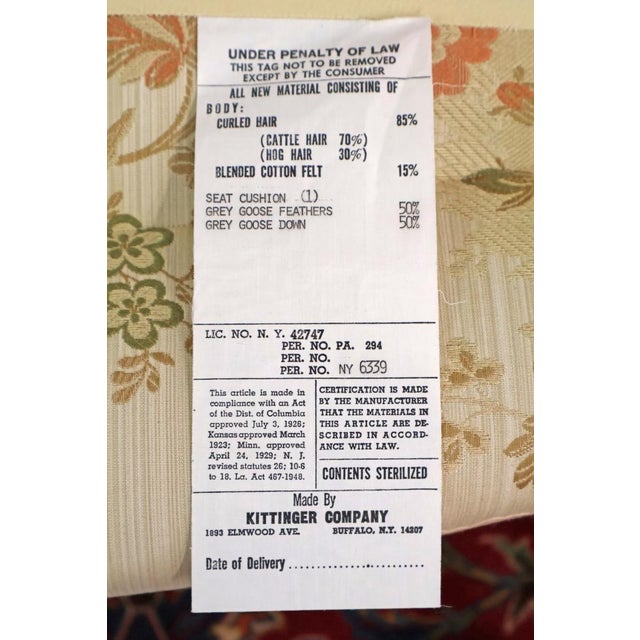 UNDER PENALTY OF LAW
THIS TAG NOT TO BE REMOVED
EXCEPT BY THE CONSUMER
ALL NEW MATERIAL CONSISTING OF
BODY:
CURLED HAIR 85%
(CATTLE HAIR 70%)
(HOG HAIR 30%)
BLENDED COTTON FELT 15%
SEAT CUSHION (1)
GREY GOOSE FEATHERS 50%
GREY GOOSE DOWN 50%
LIC. NO. N. Y. 42747
PER. NO. PA. 294
PER. NO.
PER. NO. NY 6339
This article is made in
compliance with an Act
of the Dist. of Columbia
approved July 3, 1926;
Kansas approved March
1923; Minn. approved
April 24, 1929; N. J.
revised statutes 26; 10-6
to 18. La. Act 467-1948.
CERTIFICATION IS MADE
BY THE MANUFACTURER
THAT THE MATERIALS IN
THIS ARTICLE ARE DE-
SCRIBED IN ACCORD-
ANCE WITH LAW.
CONTENTS STERILIZED
Made By
KITTINGER COMPANY
1893 ELMWOOD AVE. BUFFALO, N.Y. 14207
Date of Delivery ........................